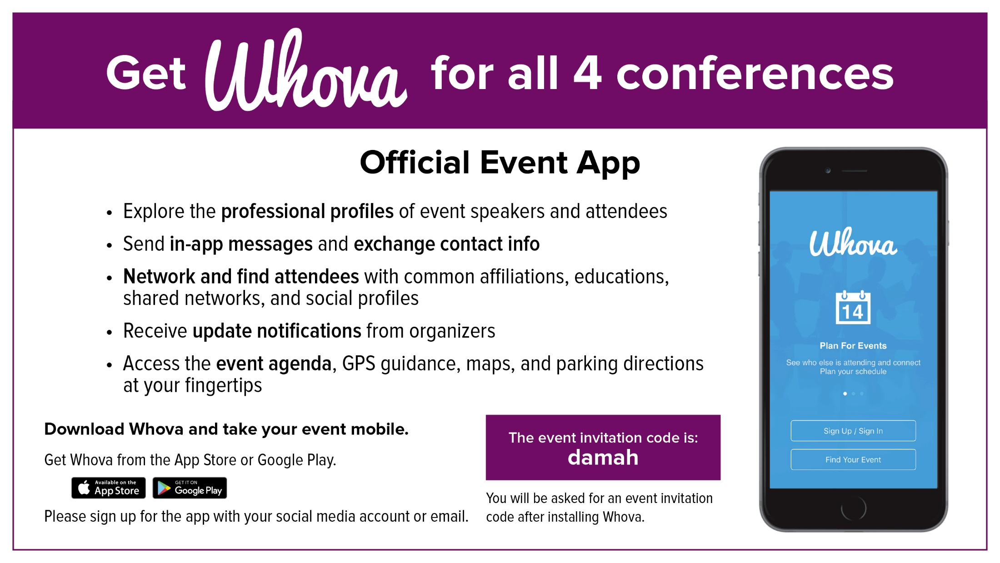 Get Whova for all 4 conferences
Official Event App
• Explore the professional profiles of event speakers and attendees
• Send in-app messages and exchange contact info
• Network and find attendees with common affiliations, educations,
shared networks, and social profiles
• Receive update notifications from organizers
• Access the event agenda, GPS guidance, maps, and parking directions
at your fingertips
Download Whova and take your event mobile.
Get Whova from the App Store or Google Play.
Available on the
App Store
GET IT ON
Google Play
Please sign up for the app with your social media account or email.
The event invitation code is:
damah
You will be asked for an event invitation
code after installing Whova.
Whova
14
Plan For Events
See who else is attending and connect
Plan your schedule
Sign Up / Sign In
Find Your Event